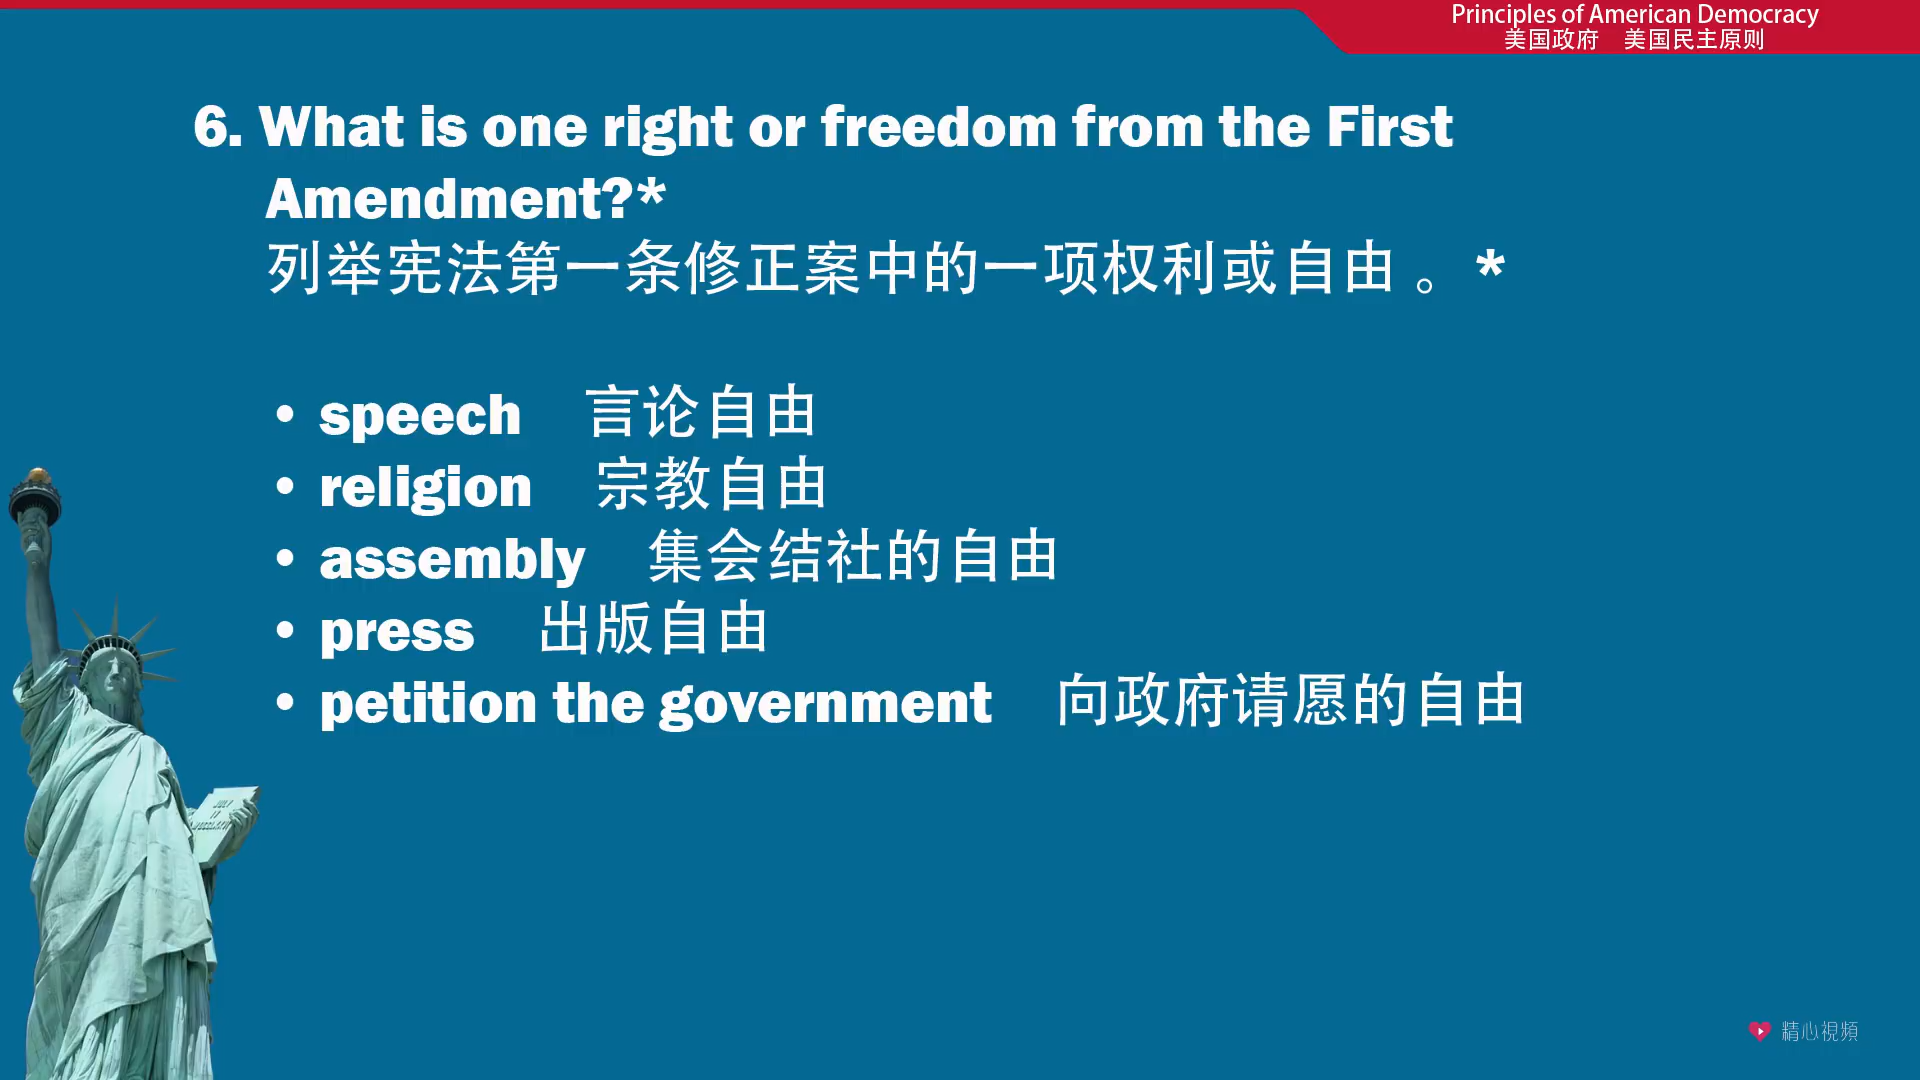 Principles of American Democracy
美国政府 美国民主原则
6. What is one right or freedom from the First
Amendment?*
列举宪法第一条修正案中的一项权利或自由 。 *
• speech 言论自由
• religion 宗教自由
• assembly 集会结社的自由
• press 出版自由
• petition the government 向政府请愿的自由
JULY
IV
精心視頻